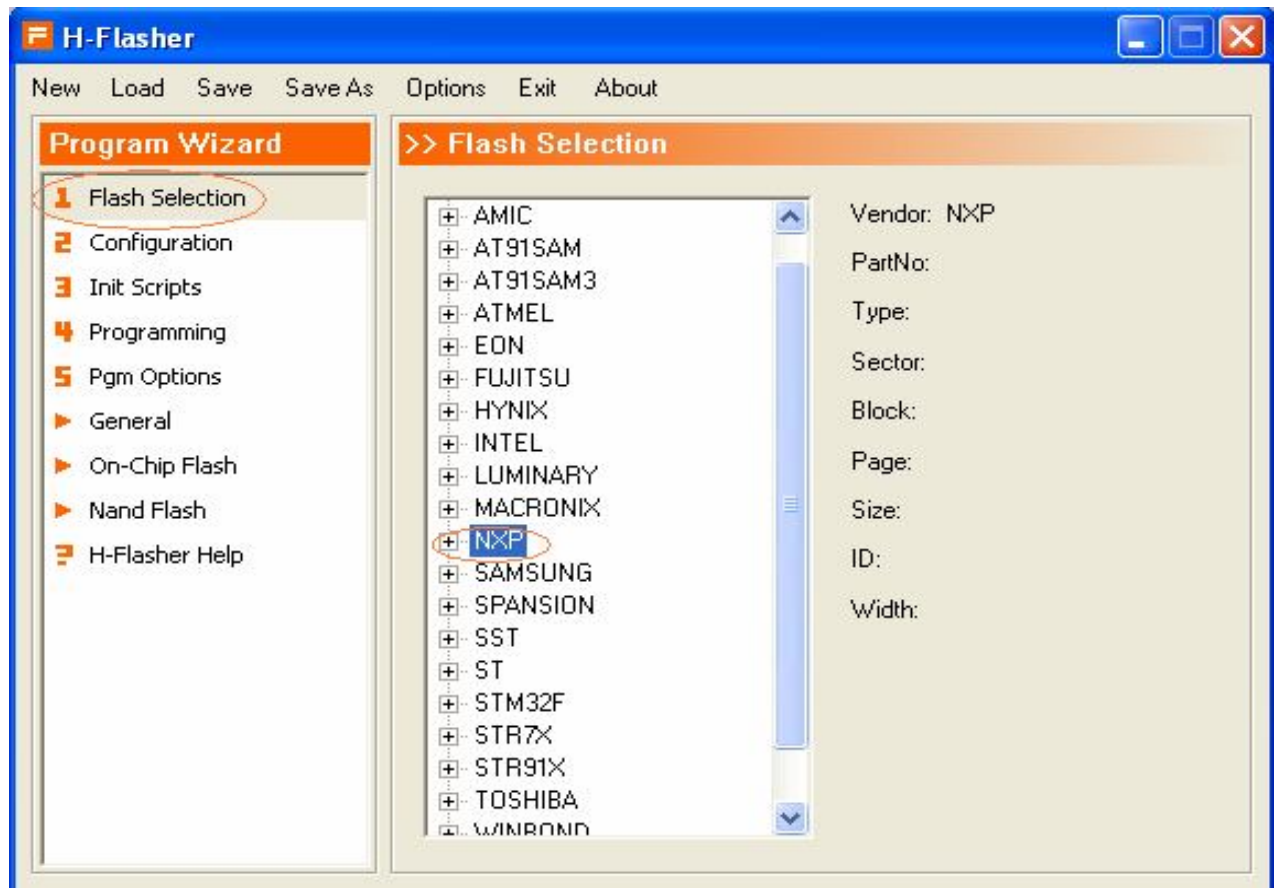 H-Flasher
New Load Save Save As Options Exit About
Program Wizard
1 Flash Selection
2 Configuration
3 Init Scripts
4 Programming
5 Pgm Options
General
On-Chip Flash
Nand Flash
? H-Flasher Help
>> Flash Selection
AMIC
AT91SAM
AT91SAM3
ATMEL
EON
FUJITSU
HYNIX
INTEL
LUMINARY
MACRONIX
NXP
SAMSUNG
SPANSION
SST
ST
STM32F
STR7X
STR91X
TOSHIBA
WINBOND
Vendor: NXP
PartNo:
Type:
Sector:
Block:
Page:
Size:
ID:
Width: